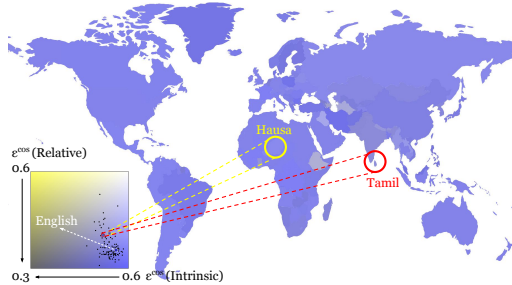 Hausa
Tamil
ε^cos (Relative)
0.6
English
0.3
0.6 ε^cos (Intrinsic)